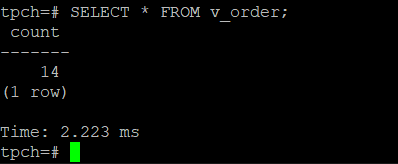 tpch=# SELECT * FROM v_order;
 count
-------
    14
(1 row)

Time: 2.223 ms
tpch=#